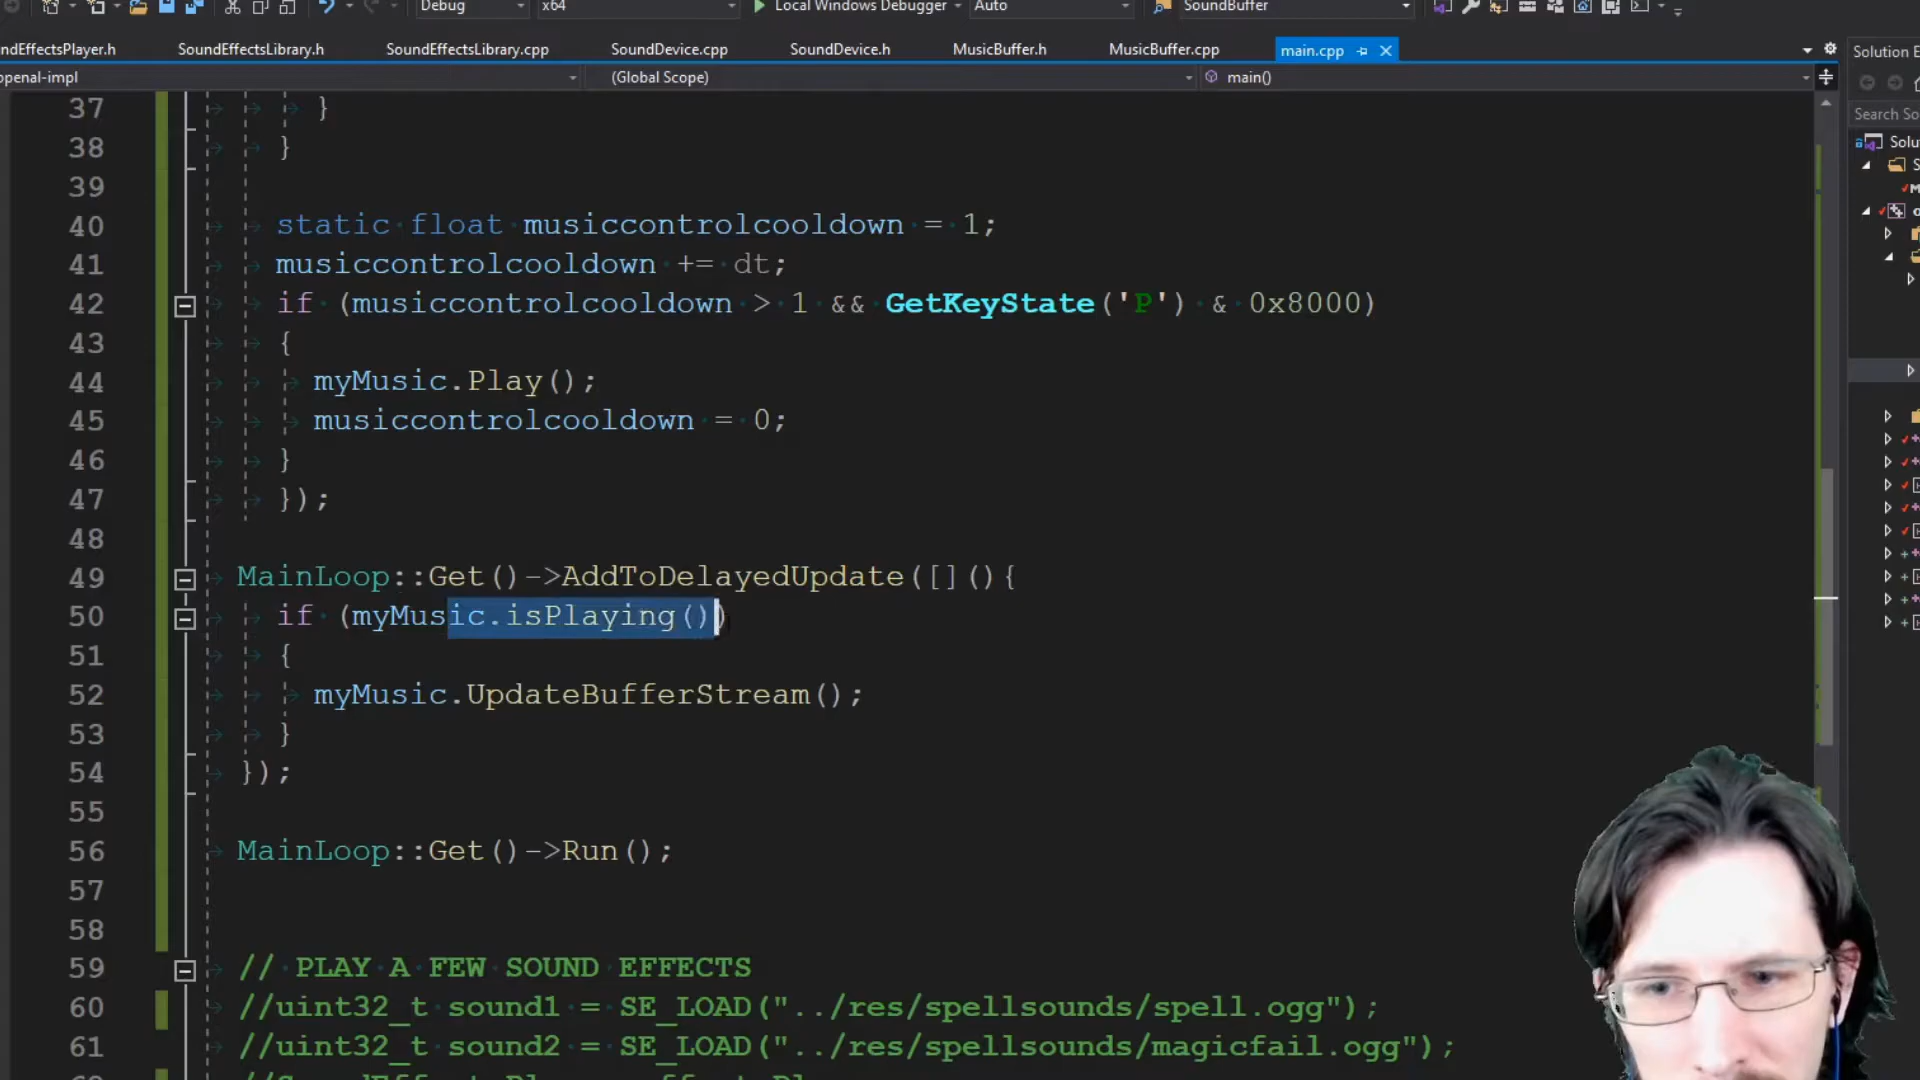 Debug x64 Local Windows Debugger Auto SoundBuffer
ndEffectsPlayer.h SoundEffectsLibrary.h SoundEffectsLibrary.cpp SoundDevice.cpp SoundDevice.h MusicBuffer.h MusicBuffer.cpp main.cpp Solution E
openal-impl (Global Scope) main()
Search So
Solu
37 }
38 }
39
40 static float musiccontrolcooldown = 1;
41 musiccontrolcooldown += dt;
42 if (musiccontrolcooldown > 1 && GetKeyState('P') & 0x8000)
43 {
44 myMusic.Play();
45 musiccontrolcooldown = 0;
46 }
47 });
48
49 MainLoop::Get()->AddToDelayedUpdate([](){
50 if (myMusic.isPlaying())
51 {
52 myMusic.UpdateBufferStream();
53 }
54 });
55
56 MainLoop::Get()->Run();
57
58
59 // PLAY A FEW SOUND EFFECTS
60 //uint32_t sound1 = SE_LOAD("../res/spellsounds/spell.ogg");
61 //uint32_t sound2 = SE_LOAD("../res/spellsounds/magicfail.ogg");